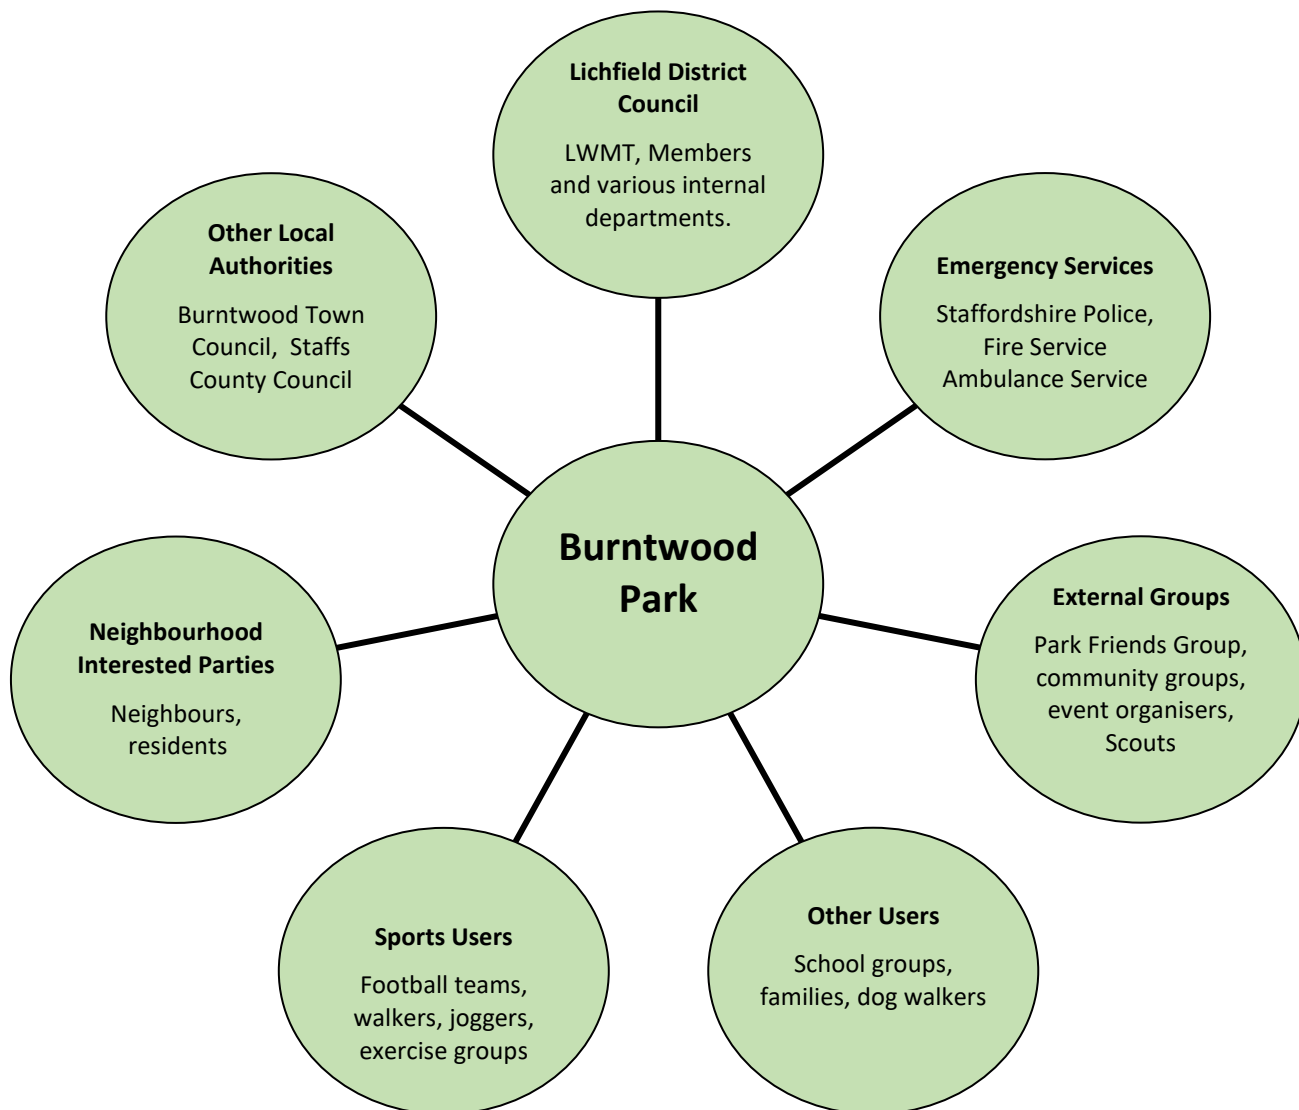 Lichfield District
Council
LWMT, Members
and various internal
departments.
Other Local
Authorities
Burntwood Town
Council, Staffs
County Council
Emergency Services
Staffordshire Police,
Fire Service
Ambulance Service
Burntwood
Park
Neighbourhood
Interested Parties
Neighbours,
residents
External Groups
Park Friends Group,
community groups,
event organisers,
Scouts
Sports Users
Football teams,
walkers, joggers,
exercise groups
Other Users
School groups,
families, dog walkers